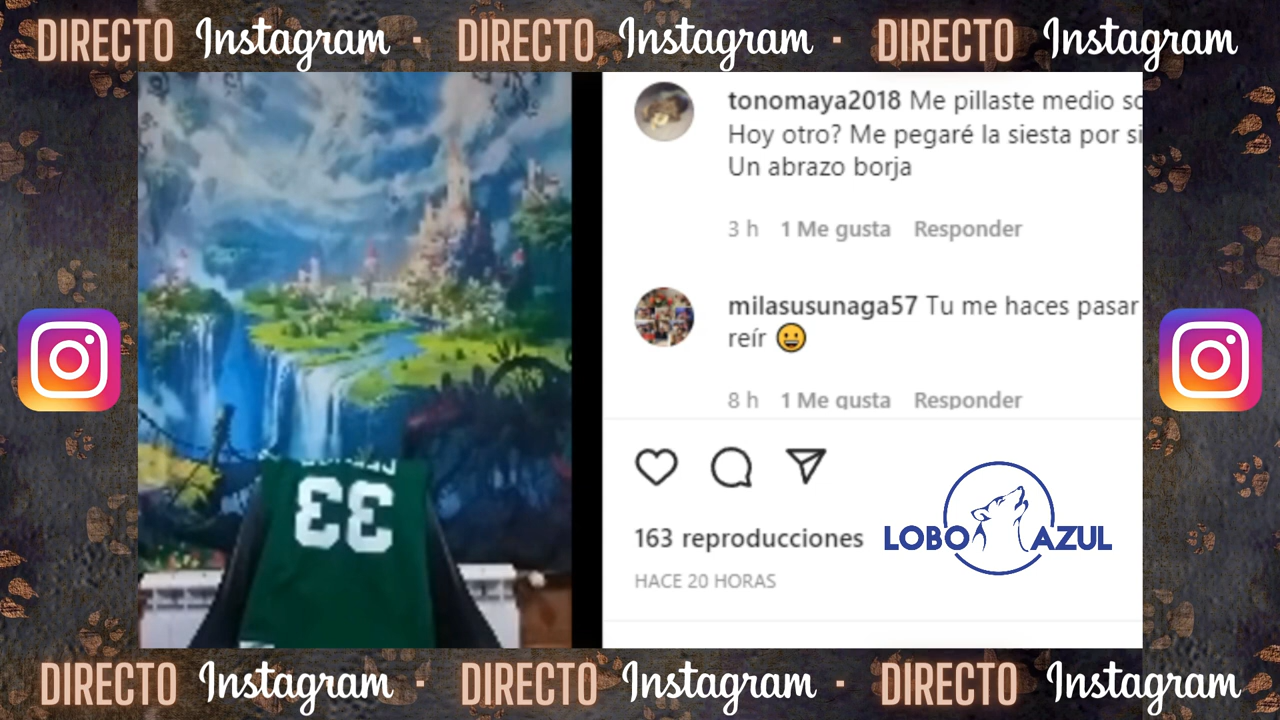 DIRECTO Instagram · DIRECTO Instagram · DIRECTO Instagram
tonomaya2018 Me pillaste medio
Hoy otro? Me pegaré la siesta por si
Un abrazo borja
3 h 1 Me gusta Responder
milasusunaga57 Tu me haces pasar
reír 😀
8 h 1 Me gusta Responder
33
163 reproducciones
LOBO AZUL
HACE 20 HORAS
DIRECTO Instagram · DIRECTO Instagram · DIRECTO Instagram